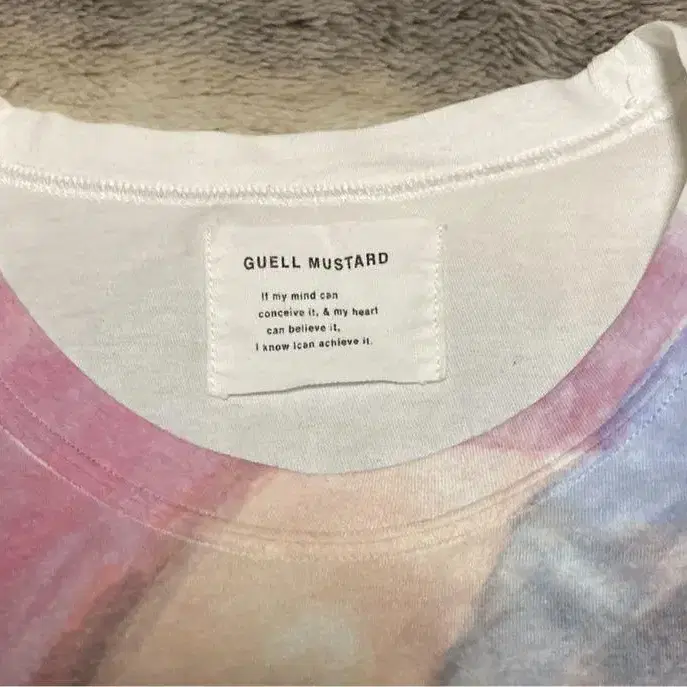 GUELL MUSTARD
If my mind can
conceive it, & my heart
can believe it,
I know Ican achieve it.